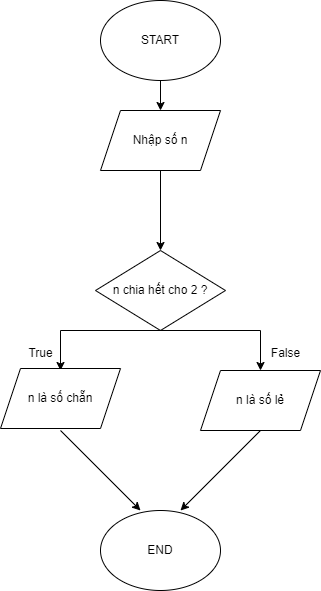 START
Nhập số n
n chia hết cho 2 ?
True
False
n là số chẵn
n là số lẻ
END